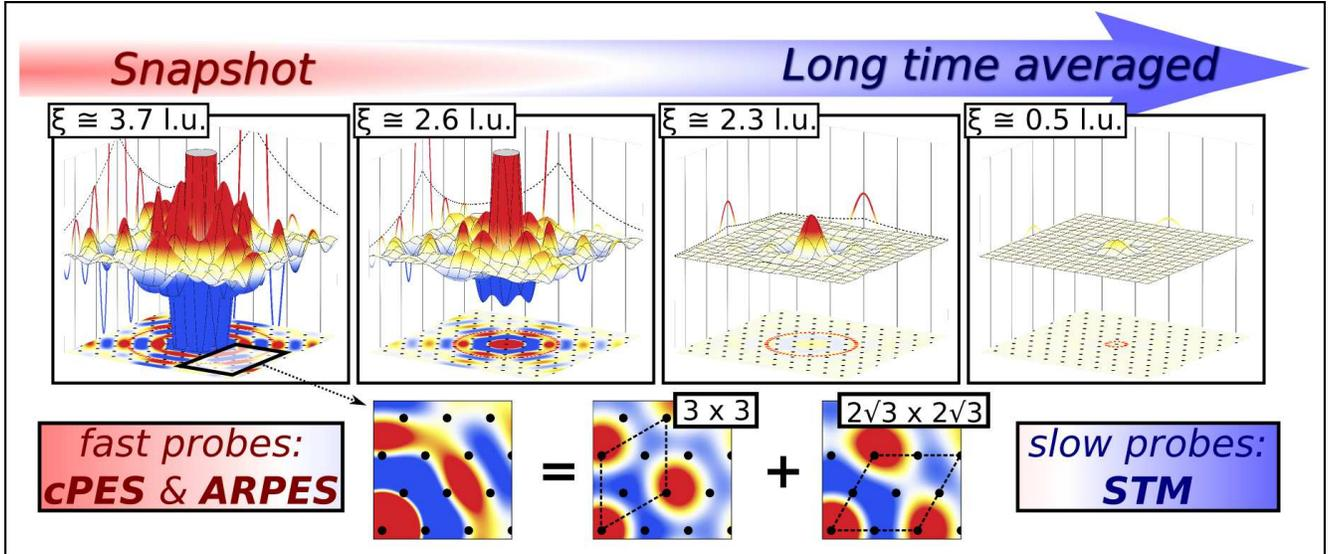 Snapshot
Long time averaged
ξ ≅ 3.7 l.u.
ξ ≅ 2.6 l.u.
ξ ≅ 2.3 l.u.
ξ ≅ 0.5 l.u.
fast probes:
cPES & ARPES
=
3 x 3
+
2√3 x 2√3
slow probes:
STM